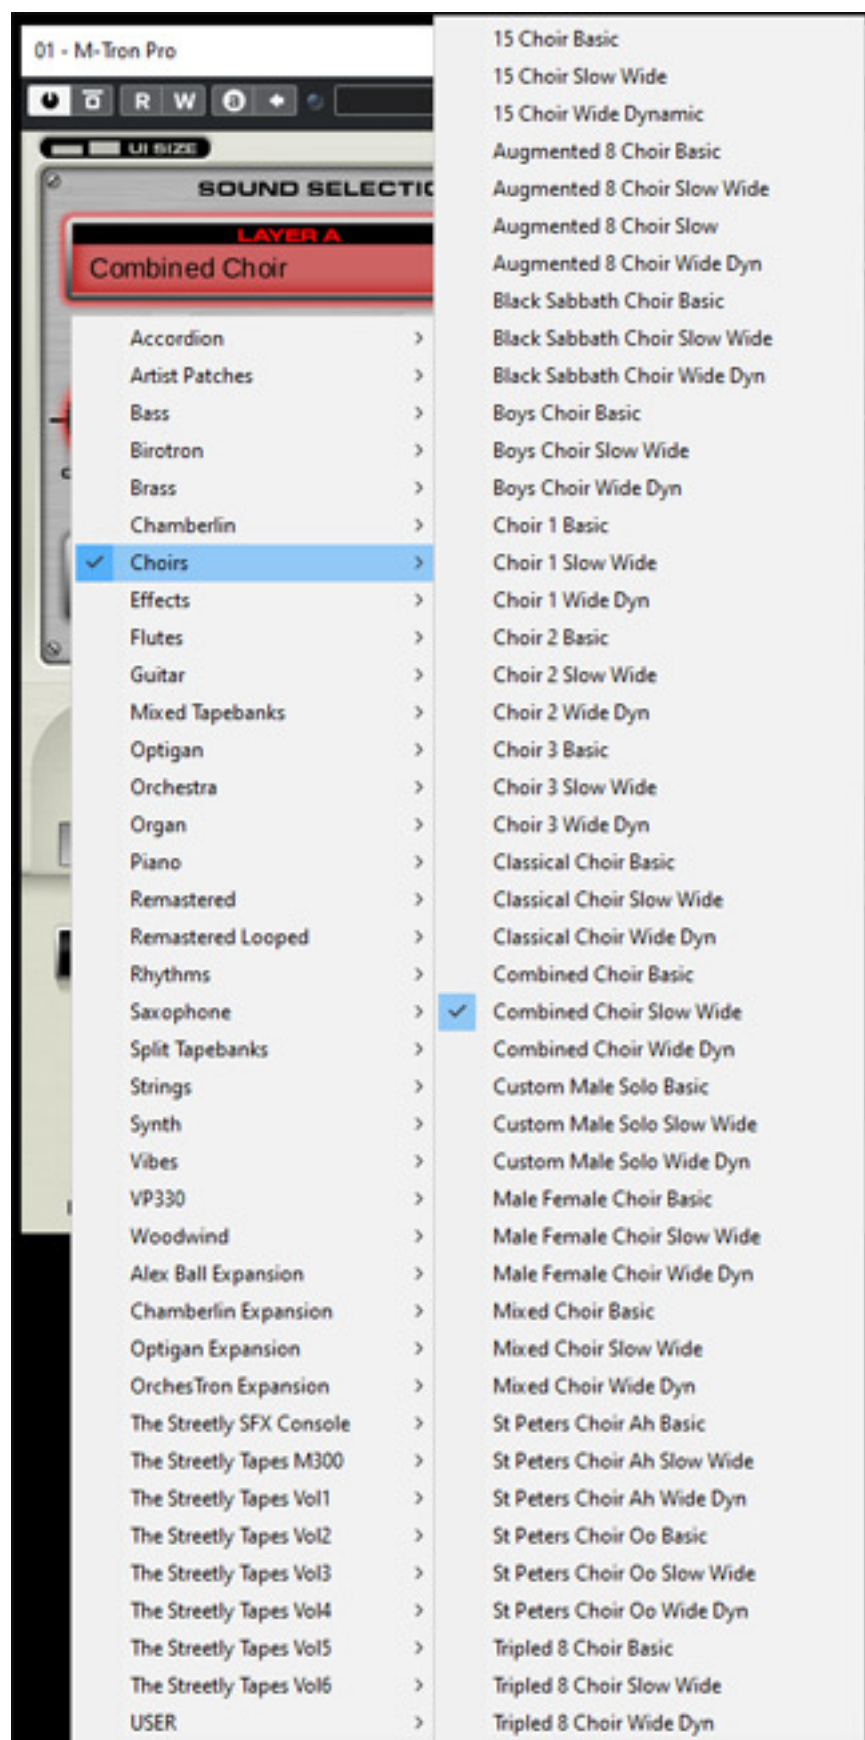 01 - M-Tron Pro
R W a
UI SIZE
SOUND SELECTIO
LAYER A
Combined Choir
Accordion
Artist Patches
Bass
Birotron
Brass
Chamberlin
Choirs
Effects
Flutes
Guitar
Mixed Tapebanks
Optigan
Orchestra
Organ
Piano
Remastered
Remastered Looped
Rhythms
Saxophone
Split Tapebanks
Strings
Synth
Vibes
VP330
Woodwind
Alex Ball Expansion
Chamberlin Expansion
Optigan Expansion
OrchesTron Expansion
The Streetly SFX Console
The Streetly Tapes M300
The Streetly Tapes Vol1
The Streetly Tapes Vol2
The Streetly Tapes Vol3
The Streetly Tapes Vol4
The Streetly Tapes Vol5
The Streetly Tapes Vol6
USER
15 Choir Basic
15 Choir Slow Wide
15 Choir Wide Dynamic
Augmented 8 Choir Basic
Augmented 8 Choir Slow Wide
Augmented 8 Choir Slow
Augmented 8 Choir Wide Dyn
Black Sabbath Choir Basic
Black Sabbath Choir Slow Wide
Black Sabbath Choir Wide Dyn
Boys Choir Basic
Boys Choir Slow Wide
Boys Choir Wide Dyn
Choir 1 Basic
Choir 1 Slow Wide
Choir 1 Wide Dyn
Choir 2 Basic
Choir 2 Slow Wide
Choir 2 Wide Dyn
Choir 3 Basic
Choir 3 Slow Wide
Choir 3 Wide Dyn
Classical Choir Basic
Classical Choir Slow Wide
Classical Choir Wide Dyn
Combined Choir Basic
Combined Choir Slow Wide
Combined Choir Wide Dyn
Custom Male Solo Basic
Custom Male Solo Slow Wide
Custom Male Solo Wide Dyn
Male Female Choir Basic
Male Female Choir Slow Wide
Male Female Choir Wide Dyn
Mixed Choir Basic
Mixed Choir Slow Wide
Mixed Choir Wide Dyn
St Peters Choir Ah Basic
St Peters Choir Ah Slow Wide
St Peters Choir Ah Wide Dyn
St Peters Choir Oo Basic
St Peters Choir Oo Slow Wide
St Peters Choir Oo Wide Dyn
Tripled 8 Choir Basic
Tripled 8 Choir Slow Wide
Tripled 8 Choir Wide Dyn